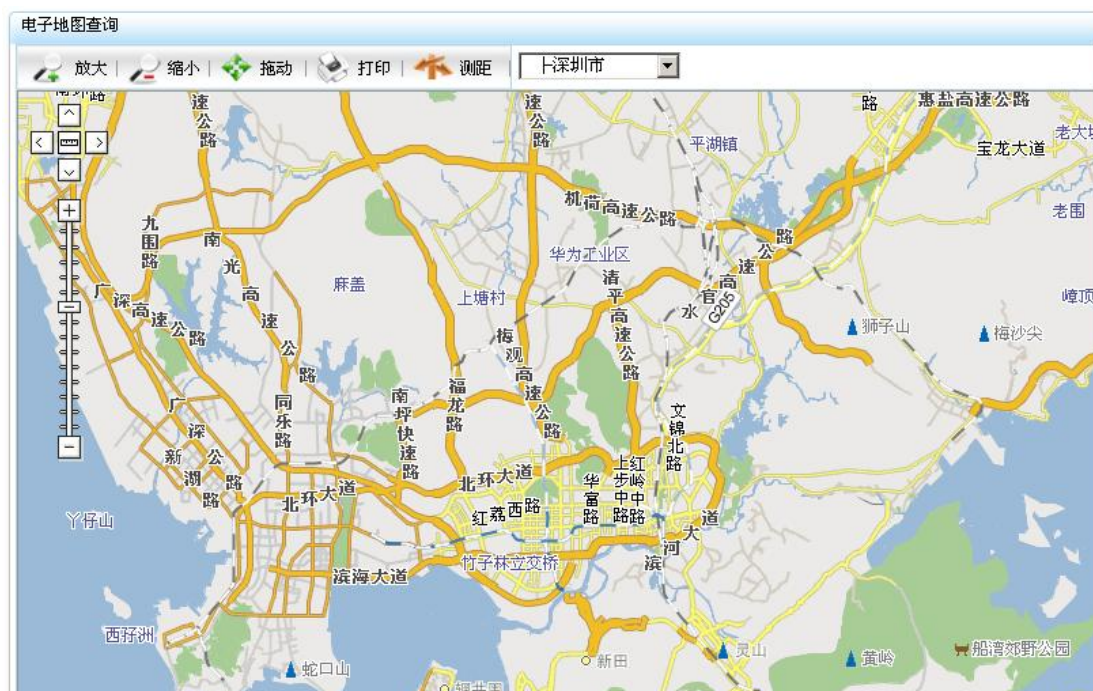 电子地图查询
放大 缩小 拖动 打印 测距 深圳市
速公路
速公路
路
惠盐高速公路
宝龙大道
平湖镇
老围
机荷高速公路
九围路
南光高速公路
华为工业区
清平高速公路
水官高速公路
麻盖
上塘村
G205
广深高速公路
梅观高速公路
狮子山
梅沙尖
同乐路
南坪快速路
福龙路
文锦北路
广深公路
新湖路
北环大道
北环大道
红荔西路
华富路
上步中路
红岭中路
滨河大道
丫仔山
竹子林立交桥
滨海大道
西孖洲
蛇口山
新田
灵山
黄岭
船湾郊野公园